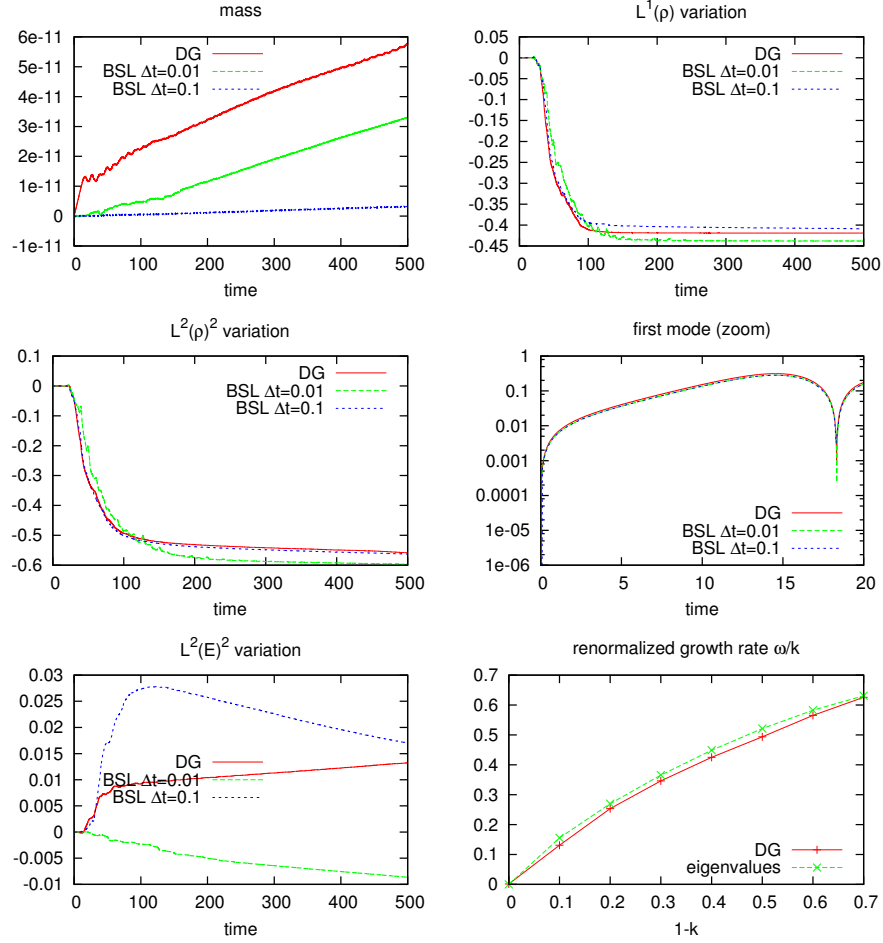 mass
6e-11
5e-11
4e-11
3e-11
2e-11
1e-11
0
-1e-11
DG
BSL Δt=0.01
BSL Δt=0.1
0 100 200 300 400 500
time
L¹(ρ) variation
0.05
0
-0.05
-0.1
-0.15
-0.2
-0.25
-0.3
-0.35
-0.4
-0.45
DG
BSL Δt=0.01
BSL Δt=0.1
0 100 200 300 400 500
time
L²(ρ)² variation
0.1
0
-0.1
-0.2
-0.3
-0.4
-0.5
-0.6
DG
BSL Δt=0.01
BSL Δt=0.1
0 100 200 300 400 500
time
first mode (zoom)
1
0.1
0.01
0.001
0.0001
1e-05
1e-06
DG
BSL Δt=0.01
BSL Δt=0.1
0 5 10 15 20
time
L²(E)² variation
0.03
0.025
0.02
0.015
0.01
0.005
0
-0.005
-0.01
DG
BSL Δt=0.01
BSL Δt=0.1
0 100 200 300 400 500
time
renormalized growth rate ω/k
0.7
0.6
0.5
0.4
0.3
0.2
0.1
0
DG
eigenvalues
0 0.1 0.2 0.3 0.4 0.5 0.6 0.7
1-k